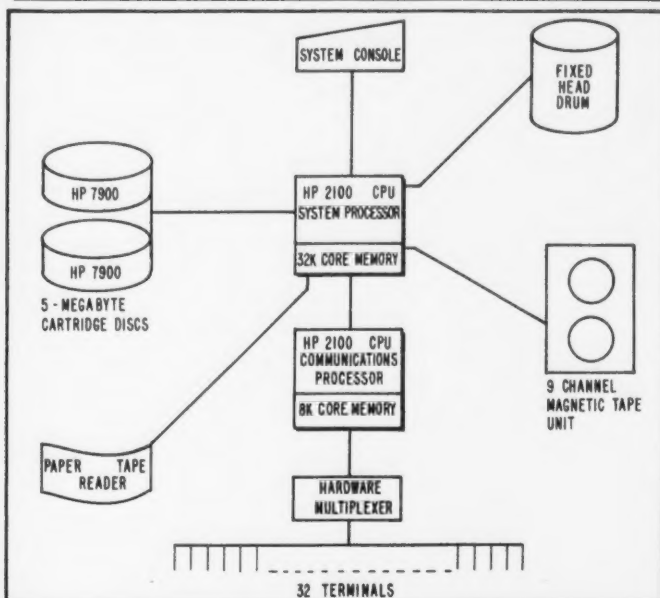 SYSTEM CONSOLE
FIXED
HEAD
DRUM
HP 7900
HP 7900
5 - MEGABYTE
CARTRIDGE DISCS
HP 2100 CPU
SYSTEM PROCESSOR
32K CORE MEMORY
HP 2100 CPU
COMMUNICATIONS
PROCESSOR
8K CORE MEMORY
9 CHANNEL
MAGNETIC TAPE
UNIT
PAPER TAPE
READER
HARDWARE
MULTIPLEXER
32 TERMINALS